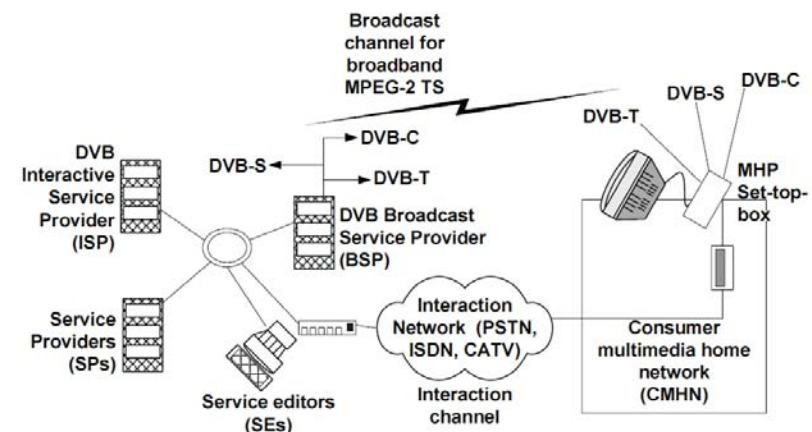 Broadcast
channel for
broadband
MPEG-2 TS
DVB-C
DVB-S
DVB-T
DVB-C
DVB-S
DVB-T
MHP
Set-top-
box
DVB
Interactive
Service
Provider
(ISP)
DVB Broadcast
Service Provider
(BSP)
Service
Providers
(SPs)
Service editors
(SEs)
Interaction
Network (PSTN,
ISDN, CATV)
Interaction
channel
Consumer
multimedia home
network
(CMHN)